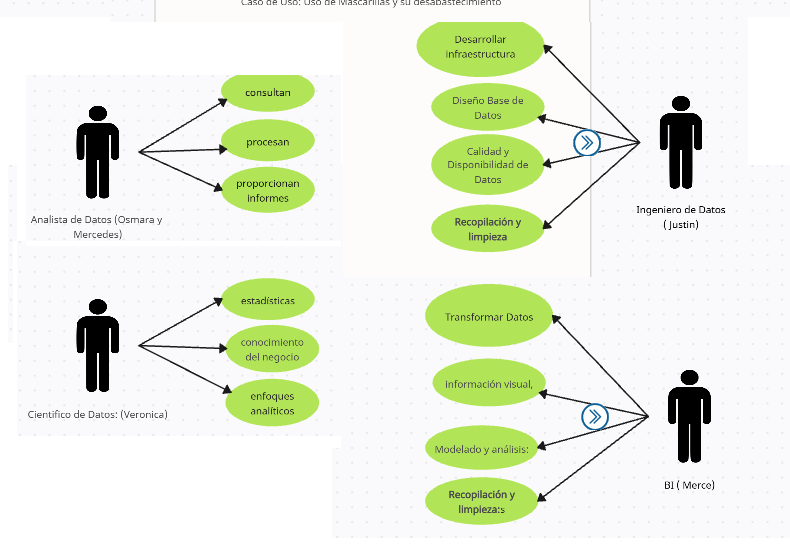 Caso de Uso: Uso de Mascarillas y su desabastecimiento
consultan
procesan
proporcionan
informes
Analista de Datos (Osmara y
Mercedes)
Desarrollar
infraestructura
Diseño Base de
Datos
Calidad y
Disponibilidad de
Datos
Recopilación y
limpieza
Ingeniero de Datos
( Justin)
estadísticas
conocimiento
del negocio
enfoques
analíticos
Cientifico de Datos: (Veronica)
Transformar Datos
información visual,
Modelado y análisis:
Recopilación y
limpieza:s
BI ( Merce)